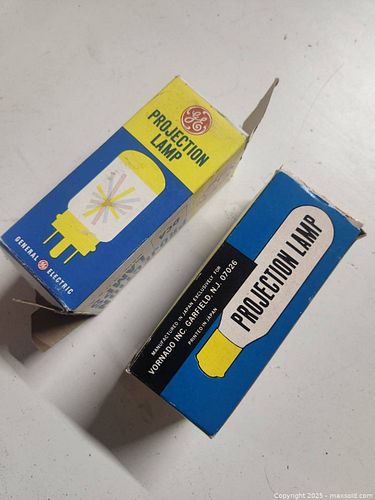 GE
PROJECTION
LAMP
GENERAL GE ELECTRIC
PROJECTION LAMP
MANUFACTURED IN JAPAN EXCLUSIVELY FOR
VORNADO INC. GARFIELD, N.J. 07026
PRINTED IN JAPAN
Copyright 2025 - maxsold.com